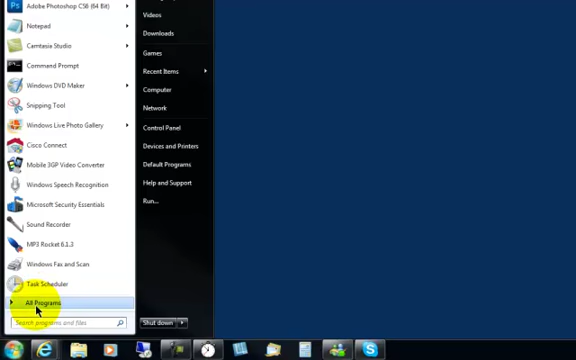 Adobe Photoshop CS6 (64 Bit)
Notepad
Camtasia Studio
Command Prompt
Windows DVD Maker
Snipping Tool
Windows Live Photo Gallery
Cisco Connect
Mobile 3GP Video Converter
Windows Speech Recognition
Microsoft Security Essentials
Sound Recorder
MP3 Rocket 6.1.3
Windows Fax and Scan
Task Scheduler
All Programs
Search programs and files
Videos
Downloads
Games
Recent Items
Computer
Network
Control Panel
Devices and Printers
Default Programs
Help and Support
Run...
Shut down